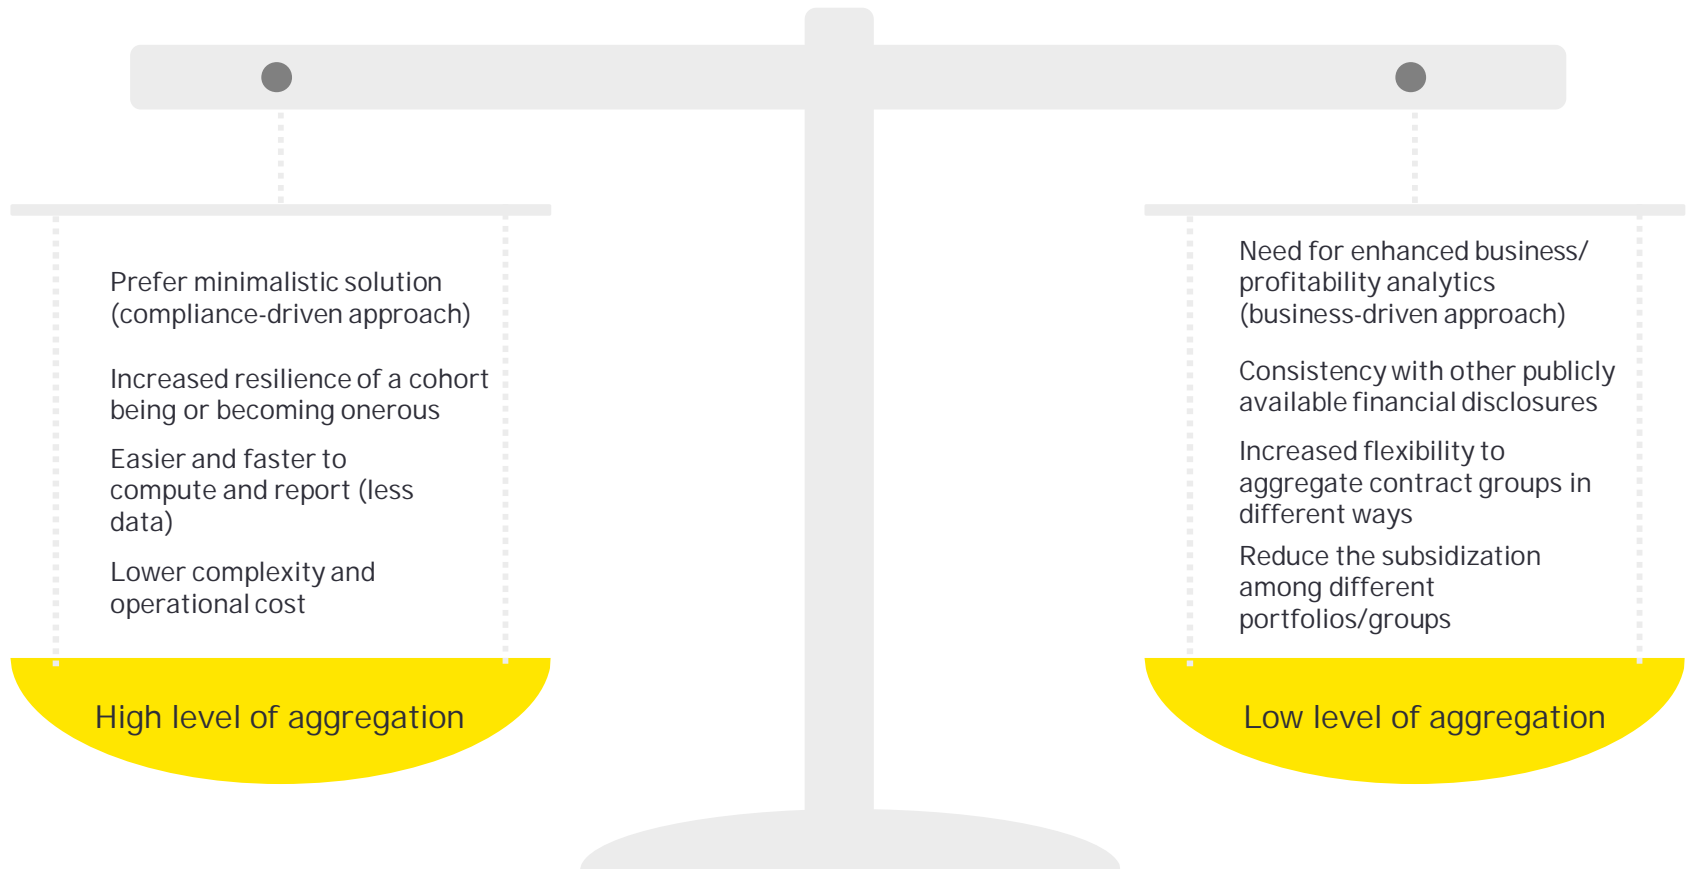 Prefer minimalistic solution
(compliance-driven approach)
Increased resilience of a cohort
being or becoming onerous
Easier and faster to
compute and report (less
data)
Lower complexity and
operational cost
High level of aggregation
Need for enhanced business/
profitability analytics
(business-driven approach)
Consistency with other publicly
available financial disclosures
Increased flexibility to
aggregate contract groups in
different ways
Reduce the subsidization
among different
portfolios/groups
Low level of aggregation